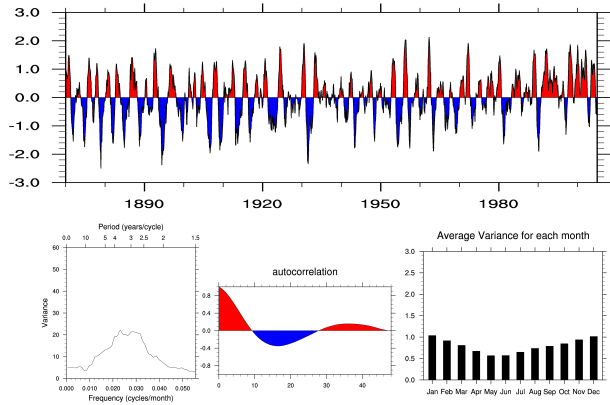 3.0
2.0
1.0
0.0
-1.0
-2.0
-3.0
1890 1920 1950 1980
Period (years/cycle)
0.0 10 5 4 3 2.5 2 1.5
60
50
40
30
20
10
0
Variance
0.000 0.010 0.020 0.030 0.040 0.050
Frequency (cycles/month)
autocorrelation
0.8
0.4
0.0
-0.4
-0.8
0 10 20 30 40
Average Variance for each month
3.0
2.5
2.0
1.5
1.0
0.5
0.0
Jan Feb Mar Apr May Jun Jul Aug Sep Oct Nov Dec